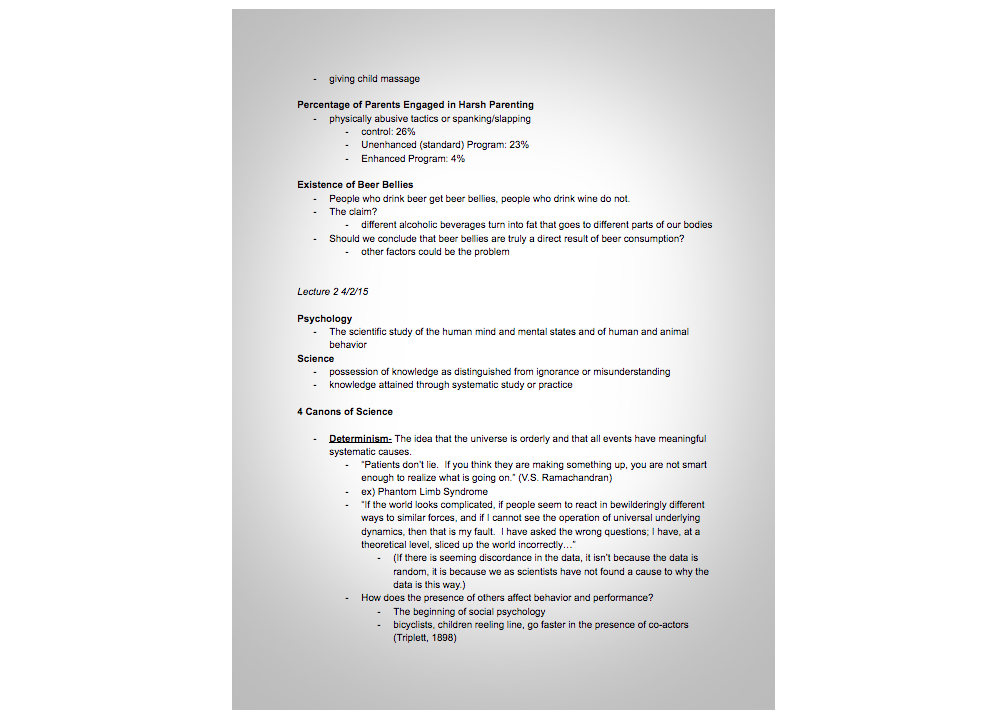 - giving child massage
Percentage of Parents Engaged in Harsh Parenting
- physically abusive tactics or spanking/slapping
- control: 26%
- Unenhanced (standard) Program: 23%
- Enhanced Program: 4%
Existence of Beer Bellies
- People who drink beer get beer bellies, people who drink wine do not.
- The claim?
- different alcoholic beverages turn into fat that goes to different parts of our bodies
- Should we conclude that beer bellies are truly a direct result of beer consumption?
- other factors could be the problem
Lecture 2 4/2/15
Psychology
- The scientific study of the human mind and mental states and of human and animal
behavior
Science
- possession of knowledge as distinguished from ignorance or misunderstanding
- knowledge attained through systematic study or practice
4 Canons of Science
- Determinism- The idea that the universe is orderly and that all events have meaningful
systematic causes.
- "Patients don't lie. If you think they are making something up, you are not smart
enough to realize what is going on." (V.S. Ramachandran)
- ex) Phantom Limb Syndrome
- "If the world looks complicated, if people seem to react in bewilderingly different
ways to similar forces, and if I cannot see the operation of universal underlying
dynamics, then that is my fault. I have asked the wrong questions; I have, at a
theoretical level, sliced up the world incorrectly…"
- (If there is seeming discordance in the data, it isn't because the data is
random, it is because we as scientists have not found a cause to why the
data is this way.)
- How does the presence of others affect behavior and performance?
- The beginning of social psychology
- bicyclists, children reeling line, go faster in the presence of co-actors
(Triplett, 1898)